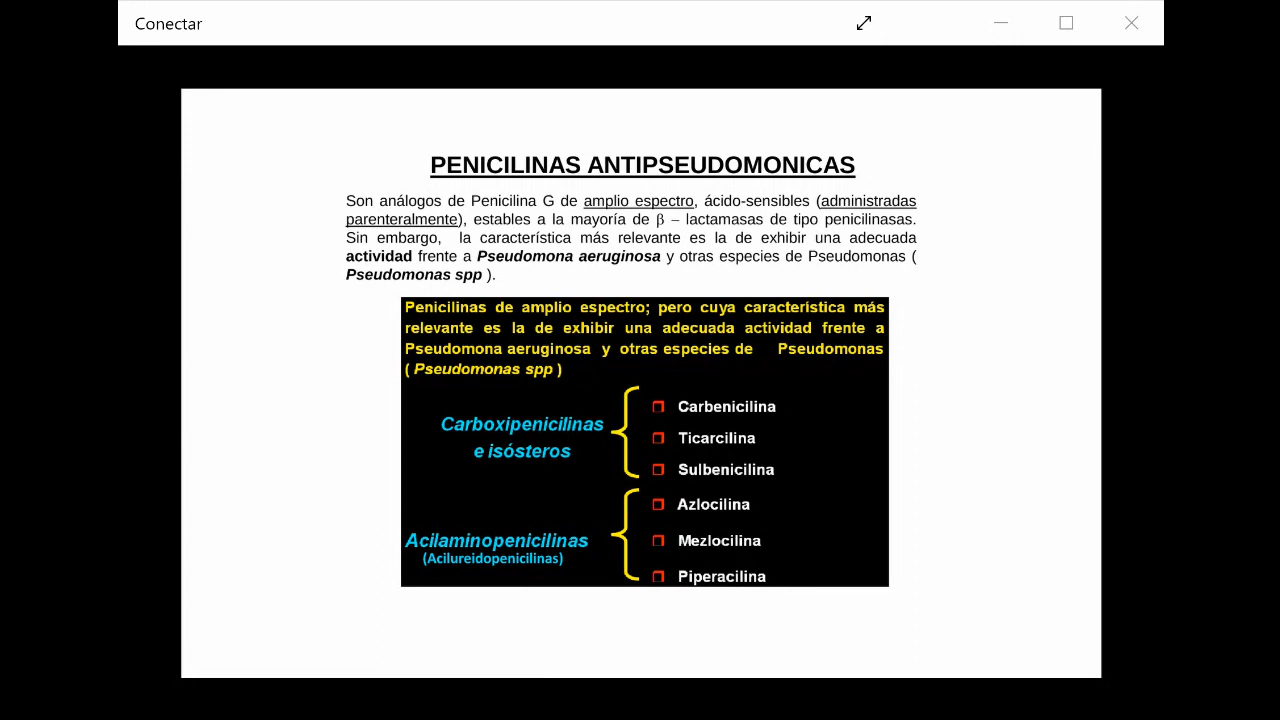 Conectar
PENICILINAS ANTIPSEUDOMONICAS
Son análogos de Penicilina G de amplio espectro, ácido-sensibles (administradas
parenteralmente), estables a la mayoría de β – lactamasas de tipo penicilinasas.
Sin embargo, la característica más relevante es la de exhibir una adecuada
actividad frente a Pseudomona aeruginosa y otras especies de Pseudomonas (
Pseudomonas spp ).
Penicilinas de amplio espectro; pero cuya característica más
relevante es la de exhibir una adecuada actividad frente a
Pseudomona aeruginosa y otras especies de Pseudomonas
( Pseudomonas spp )
Carboxipenicilinas
e isósteros
Carbenicilina
Ticarcilina
Sulbenicilina
Acilaminopenicilinas
(Acilureidopenicilinas)
Azlocilina
Mezlocilina
Piperacilina